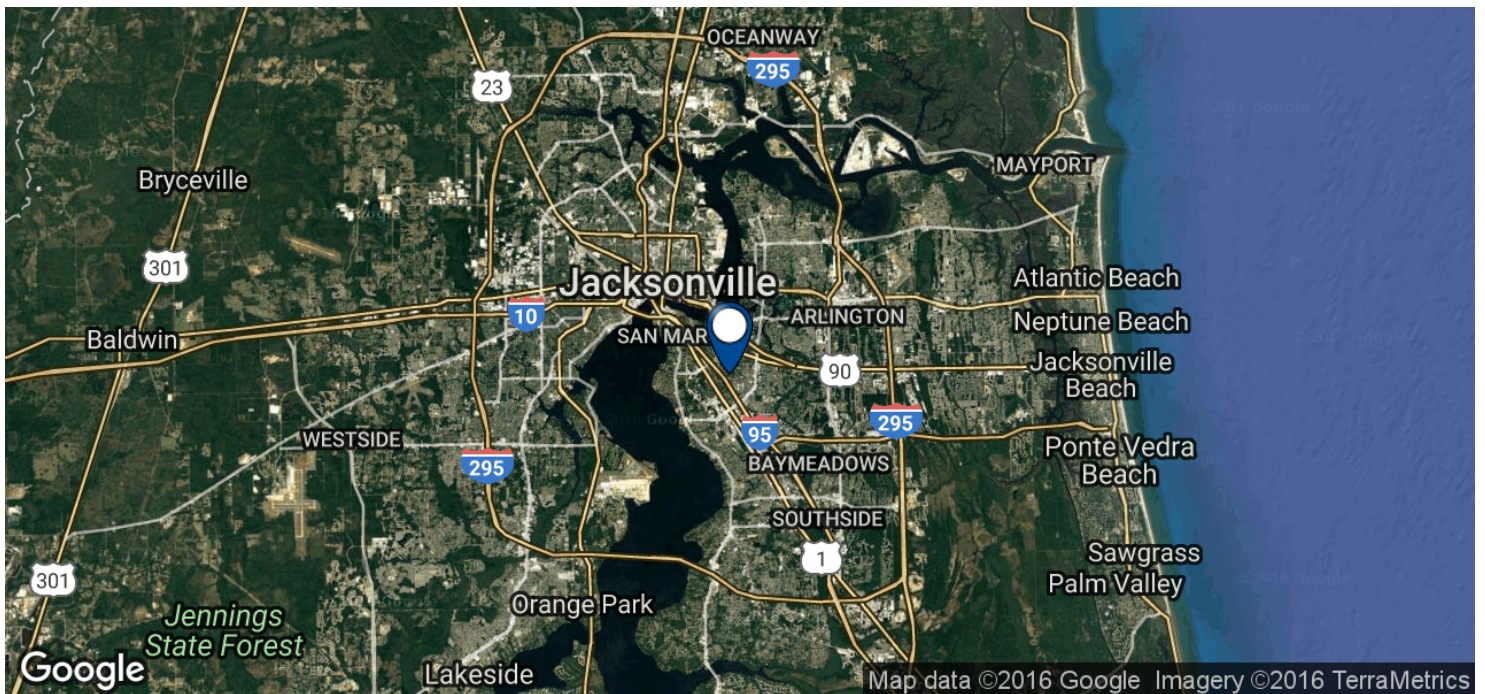 OCEANWAY
295
23
MAYPORT
Bryceville
301
Jacksonville
Atlantic Beach
10
SAN MAR
ARLINGTON
Neptune Beach
Baldwin
90
Jacksonville
Beach
295
95
WESTSIDE
Ponte Vedra
Beach
295
BAYMEADOWS
SOUTHSIDE
1
Sawgrass
301
Palm Valley
Orange Park
Jennings
State Forest
Google
Lakeside
Map data ©2016 Google Imagery ©2016 TerraMetrics